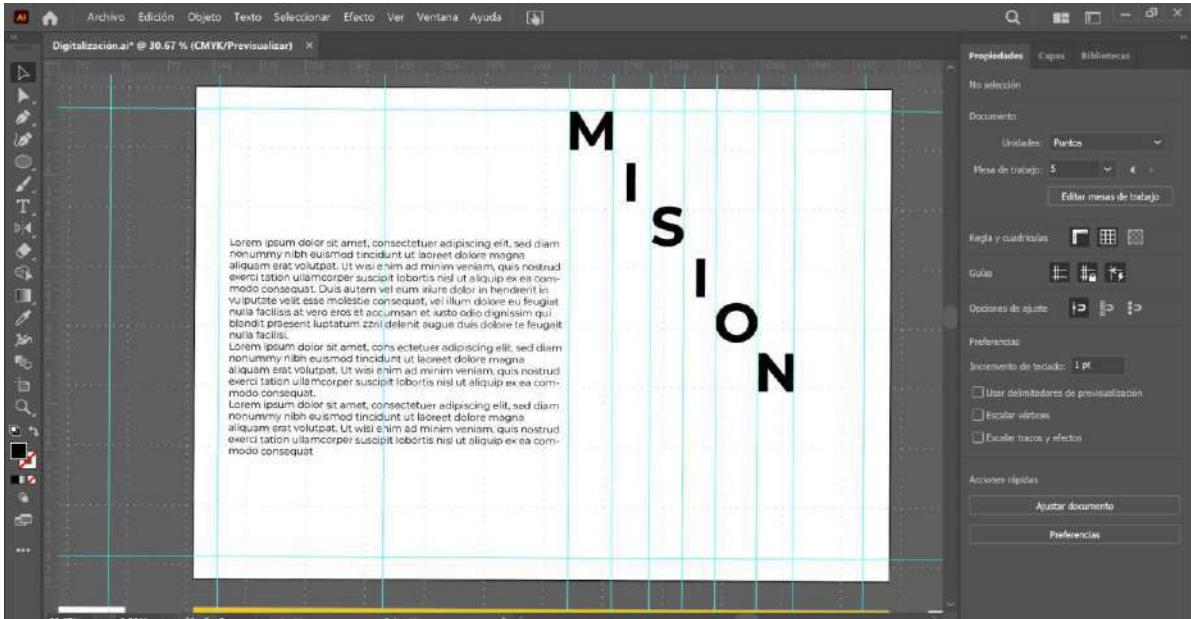 Ai Archivo Edición Objeto Texto Seleccionar Efecto Ver Ventana Ayuda
Digitalización.ai* @ 30.67 % (CMYK/Previsualizar) ×
M
I
S
I
O
N
Lorem ipsum dolor sit amet, consectetuer adipiscing elit, sed diam
nonummy nibh euismod tincidunt ut laoreet dolore magna
aliquam erat volutpat. Ut wisi enim ad minim veniam, quis nostrud
exerci tation ullamcorper suscipit lobortis nisl ut aliquip ex ea com-
modo consequat. Duis autem vel eum iriure dolor in hendrerit in
vulputate velit esse molestie consequat, vel illum dolore eu feugiat
nulla facilisis at vero eros et accumsan et iusto odio dignissim qui
blandit praesent luptatum zzril delenit augue duis dolore te feugait
nulla facilisi.
Lorem ipsum dolor sit amet, cons ectetuer adipiscing elit, sed diam
nonummy nibh euismod tincidunt ut laoreet dolore magna
aliquam erat volutpat. Ut wisi enim ad minim veniam, quis nostrud
exerci tation ullamcorper suscipit lobortis nisl ut aliquip ex ea com-
modo consequat.
Lorem ipsum dolor sit amet, consectetuer adipiscing elit, sed diam
nonummy nibh euismod tincidunt ut laoreet dolore magna
aliquam erat volutpat. Ut wisi enim ad minim veniam, quis nostrud
exerci tation ullamcorper suscipit lobortis nisl ut aliquip ex ea com-
modo consequat
Propiedades Capas Bibliotecas
No selección
Documento
Unidades: Puntos
Mesa de trabajo: 5
Editar mesas de trabajo
Regla y cuadrículas
Guías
Opciones de ajuste
Preferencias
Incremento de teclado: 1 pt
Usar delimitadores de previsualización
Escalar vértices
Escalar trazos y efectos
Acciones rápidas
Ajustar documento
Preferencias